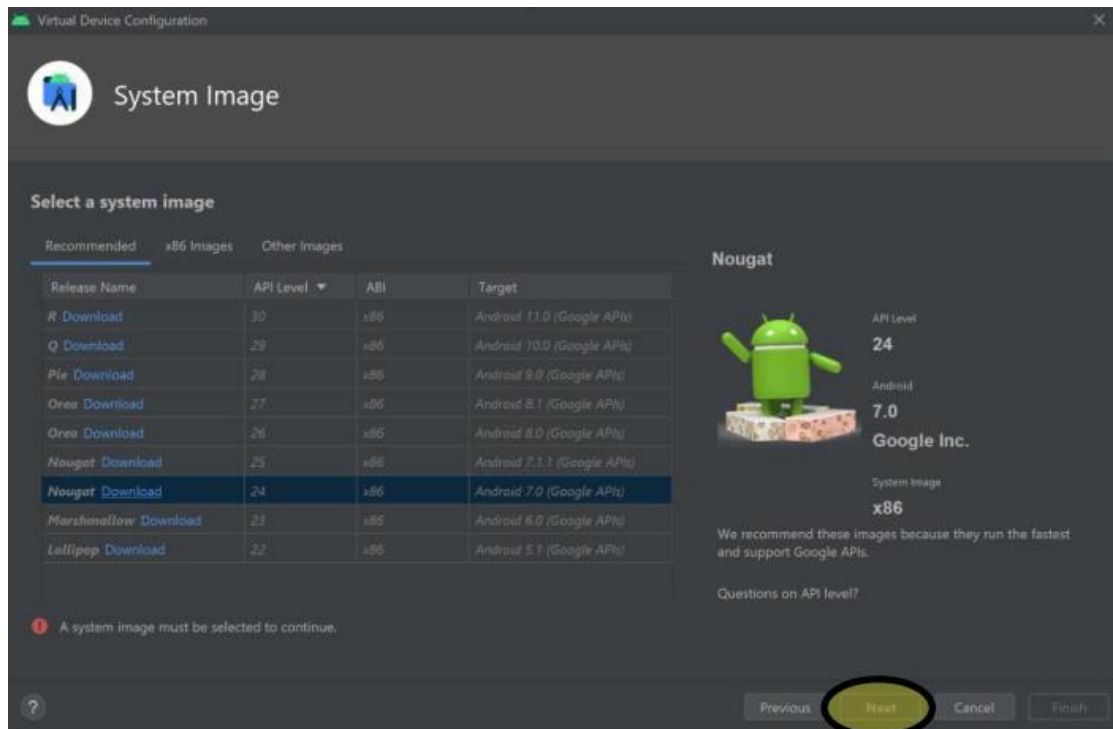 Virtual Device Configuration
System Image
Select a system image
Recommended x86 Images Other Images
Release Name API Level ABI Target
R Download 30 x86 Android 11.0 (Google APIs)
Q Download 29 x86 Android 10.0 (Google APIs)
Pie Download 28 x86 Android 9.0 (Google APIs)
Oreo Download 27 x86 Android 8.1 (Google APIs)
Oreo Download 26 x86 Android 8.0 (Google APIs)
Nougat Download 25 x86 Android 7.1.1 (Google APIs)
Nougat Download 24 x86 Android 7.0 (Google APIs)
Marshmallow Download 23 x86 Android 6.0 (Google APIs)
Lollipop Download 22 x86 Android 5.1 (Google APIs)
A system image must be selected to continue.
Nougat
API Level
24
Android
7.0
Google Inc.
System Image
x86
We recommend these images because they run the fastest
and support Google APIs.
Questions on API level?
? Previous Next Cancel Finish